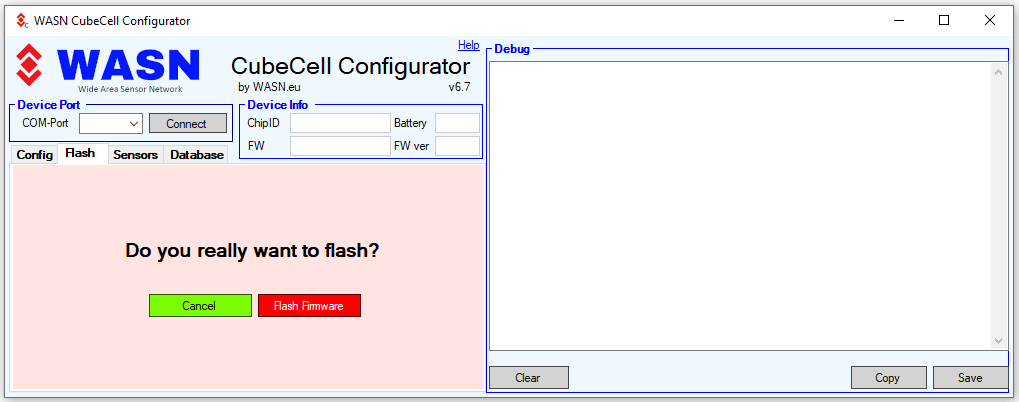 WASN CubeCell Configurator
WASN
Wide Area Sensor Network
Help
CubeCell Configurator
by WASN.eu
v6.7
Device Port
COM-Port
Connect
Device Info
ChipID
Battery
FW
FW ver
Config
Flash
Sensors
Database
Do you really want to flash?
Cancel
Flash Firmware
Debug
Clear
Copy
Save